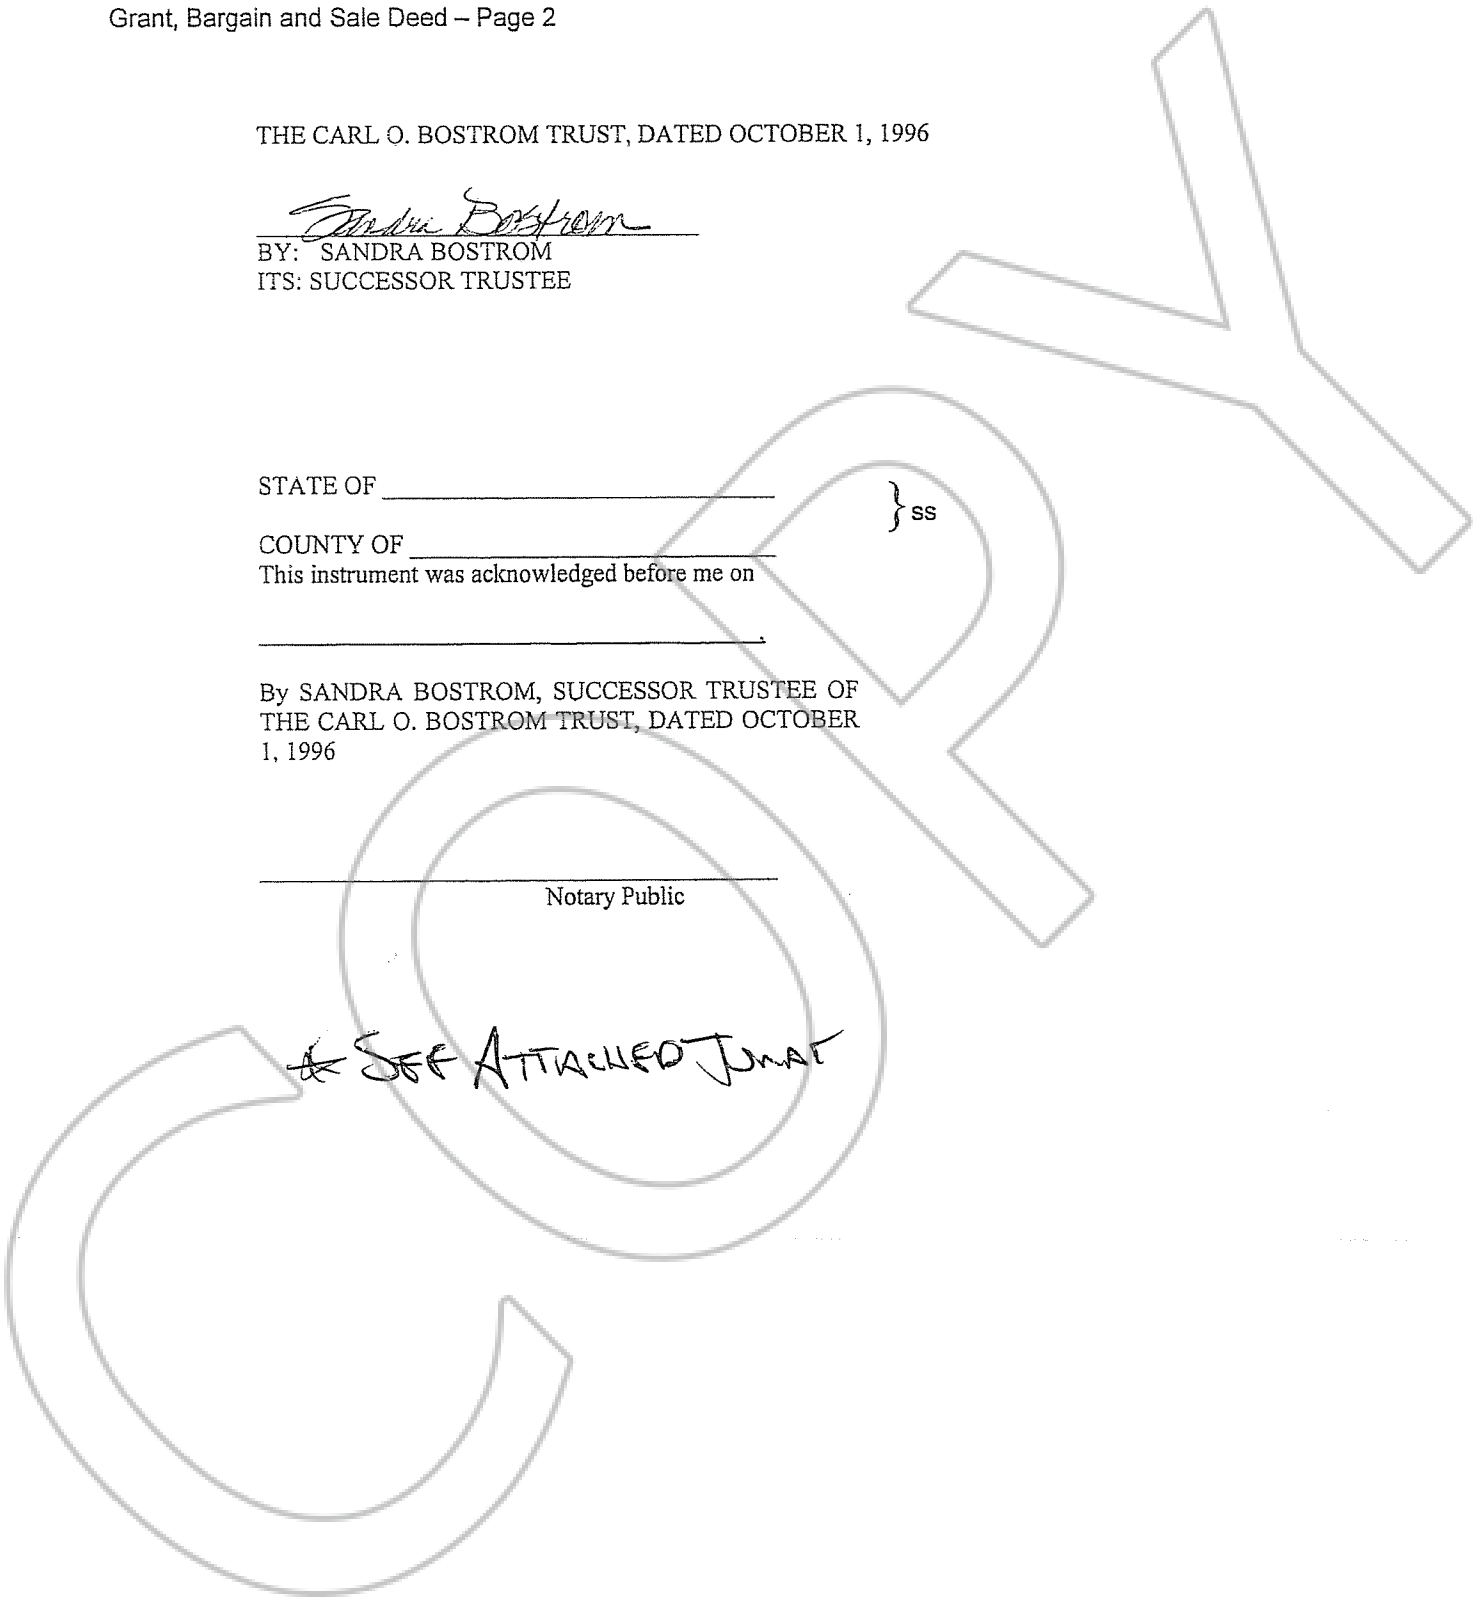 Grant, Bargain and Sale Deed – Page 2
THE CARL O. BOSTROM TRUST, DATED OCTOBER 1, 1996
Sandra Bostrom
BY: SANDRA BOSTROM
ITS: SUCCESSOR TRUSTEE
STATE OF
} ss
COUNTY OF
This instrument was acknowledged before me on
.
By SANDRA BOSTROM, SUCCESSOR TRUSTEE OF
THE CARL O. BOSTROM TRUST, DATED OCTOBER
1, 1996
Notary Public
* SEE ATTACHED JURAT
COPY